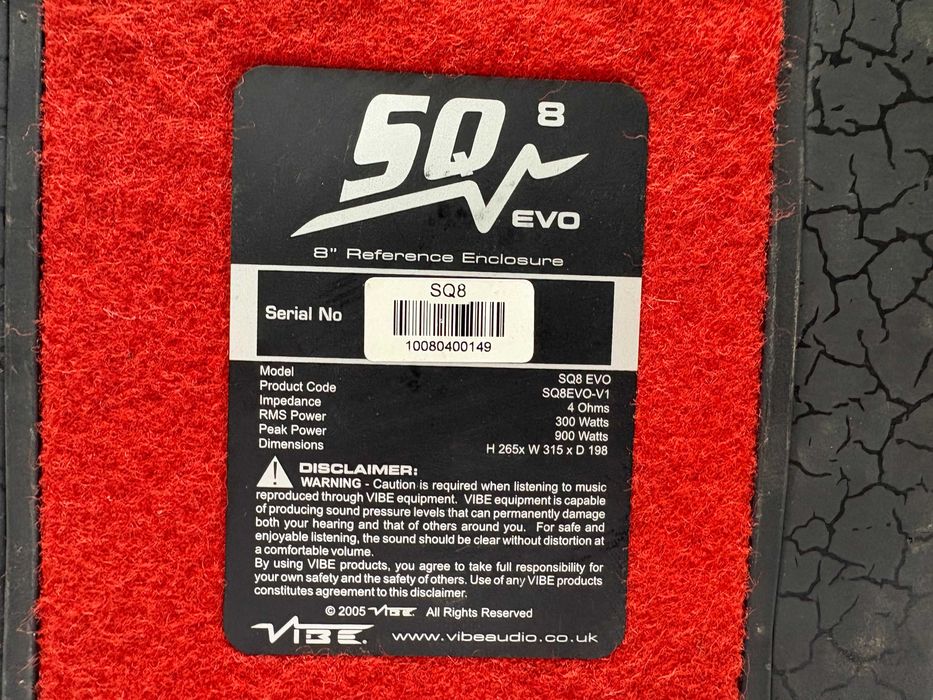 SQ 8
EVO
8" Reference Enclosure
Serial No
SQ8
10080400149
Model SQ8 EVO
Product Code SQ8EVO-V1
Impedance 4 Ohms
RMS Power 300 Watts
Peak Power 900 Watts
Dimensions H 265x W 315 x D 198
DISCLAIMER:
WARNING - Caution is required when listening to music
reproduced through VIBE equipment. VIBE equipment is capable
of producing sound pressure levels that can permanently damage
both your hearing and that of others around you. For safe and
enjoyable listening, the sound should be clear without distortion at
a comfortable volume.
By using VIBE products, you agree to take full responsibility for
your own safety and the safety of others. Use of any VIBE products
constitutes agreement to this disclaimer.
© 2005 VIBE All Rights Reserved
VIBE. www.vibeaudio.co.uk